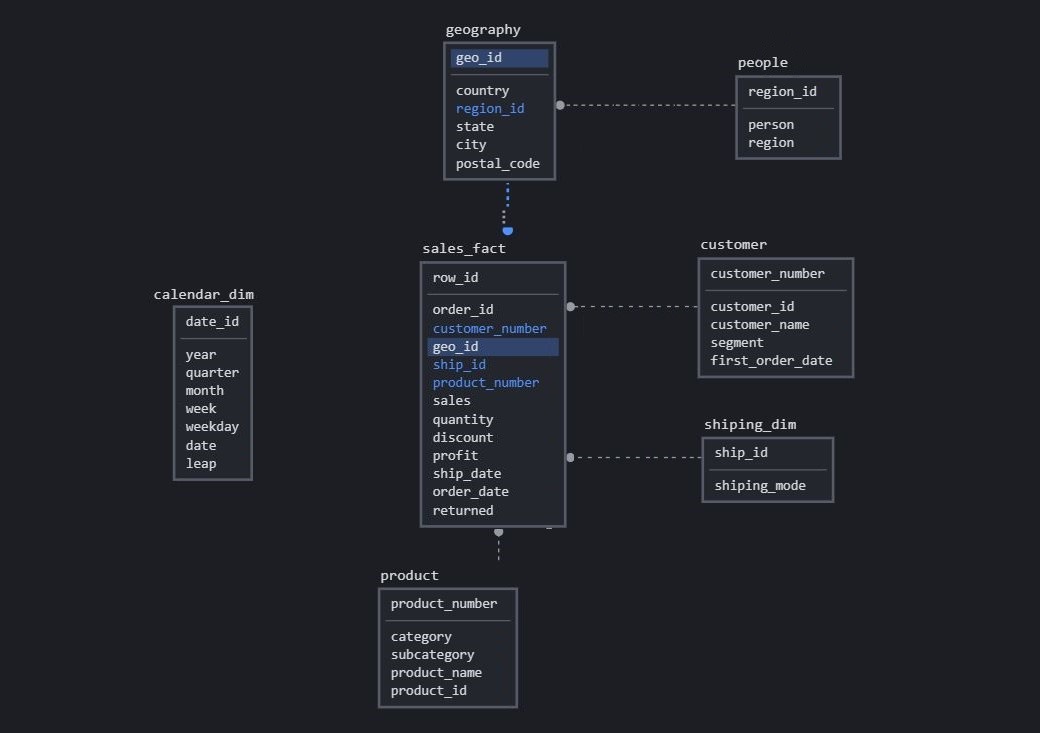 geography
geo_id
country
region_id
state
city
postal_code
people
region_id
person
region
sales_fact
row_id
order_id
customer_number
geo_id
ship_id
product_number
sales
quantity
discount
profit
ship_date
order_date
returned
customer
customer_number
customer_id
customer_name
segment
first_order_date
calendar_dim
date_id
year
quarter
month
week
weekday
date
leap
shiping_dim
ship_id
shiping_mode
product
product_number
category
subcategory
product_name
product_id